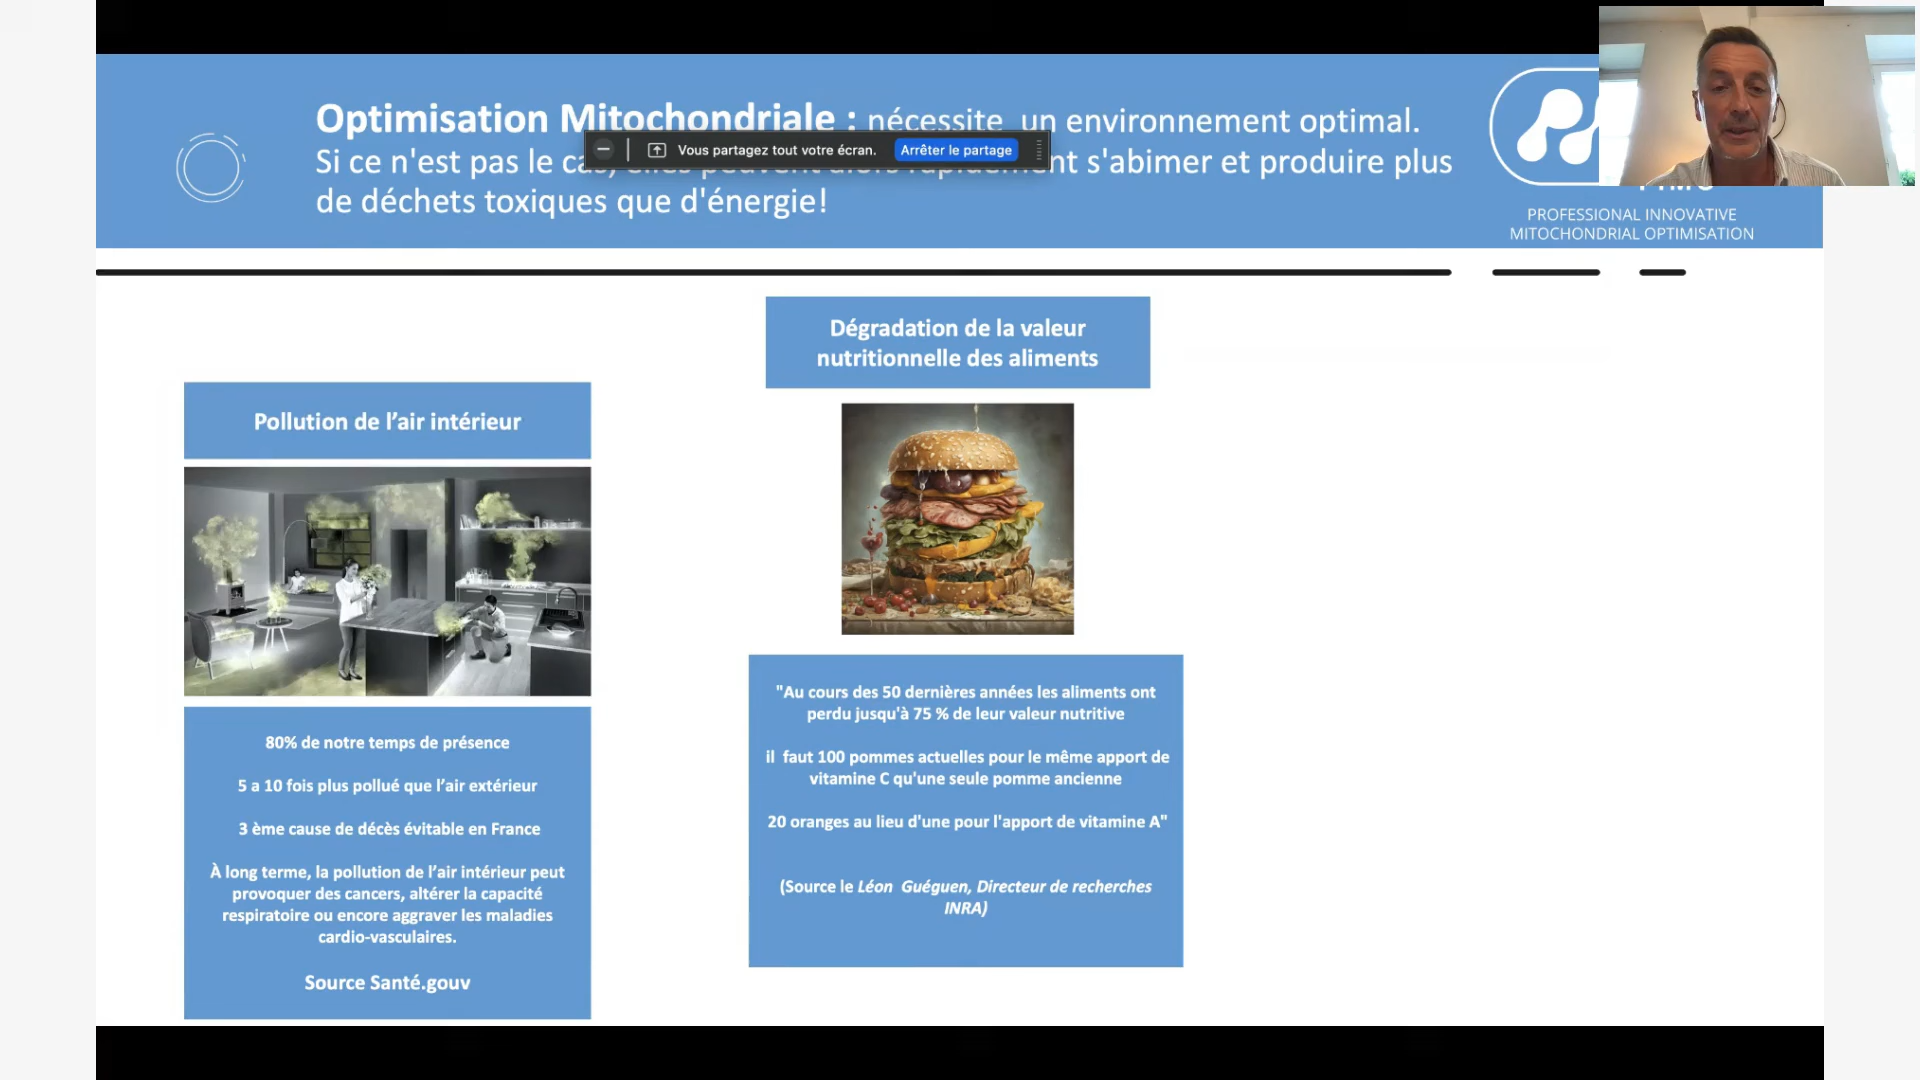 Optimisation Mitochondriale : nécessite un environnement optimal.
Si ce n'est pas le s'abimer et produire plus
de déchets toxiques que d'énergie!
Vous partagez tout votre écran. Arrêter le partage
PROFESSIONAL INNOVATIVE
MITOCHONDRIAL OPTIMISATION
Pollution de l’air intérieur
80% de notre temps de présence
5 a 10 fois plus pollué que l’air extérieur
3 ème cause de décès évitable en France
À long terme, la pollution de l’air intérieur peut
provoquer des cancers, altérer la capacité
respiratoire ou encore aggraver les maladies
cardio-vasculaires.
Source Santé.gouv
Dégradation de la valeur
nutritionnelle des aliments
"Au cours des 50 dernières années les aliments ont
perdu jusqu'à 75 % de leur valeur nutritive
il faut 100 pommes actuelles pour le même apport de
vitamine C qu'une seule pomme ancienne
20 oranges au lieu d'une pour l'apport de vitamine A"
(Source le Léon Guéguen, Directeur de recherches
INRA)